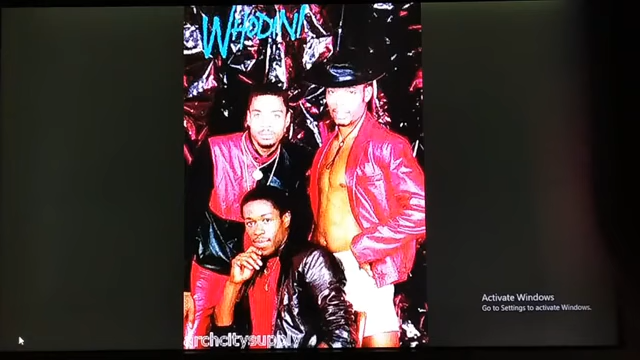 WHODINI
archcitysupply
Activate Windows
Go to Settings to activate Windows.